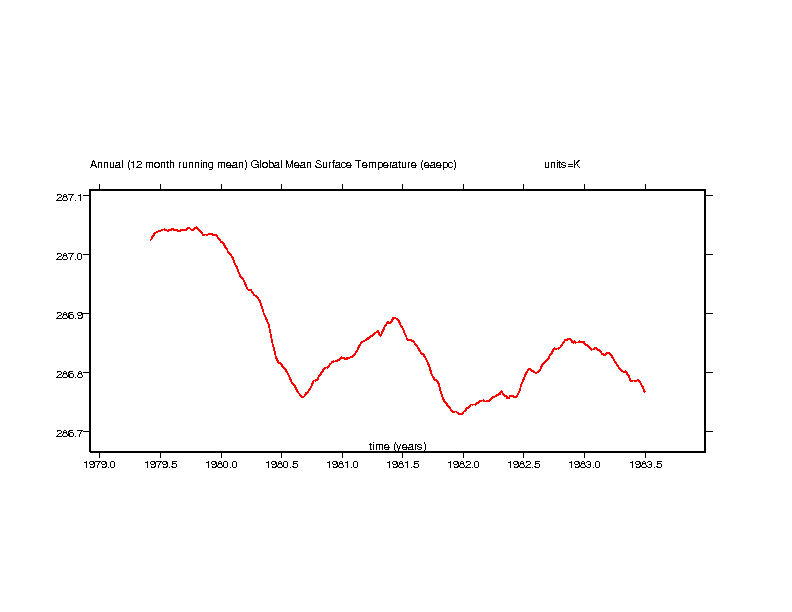 Annual (12 month running mean) Global Mean Surface Temperature (eaepc) units=K
287.1
287.0
286.9
286.8
286.7
time (years)
1979.0 1979.5 1980.0 1980.5 1981.0 1981.5 1982.0 1982.5 1983.0 1983.5